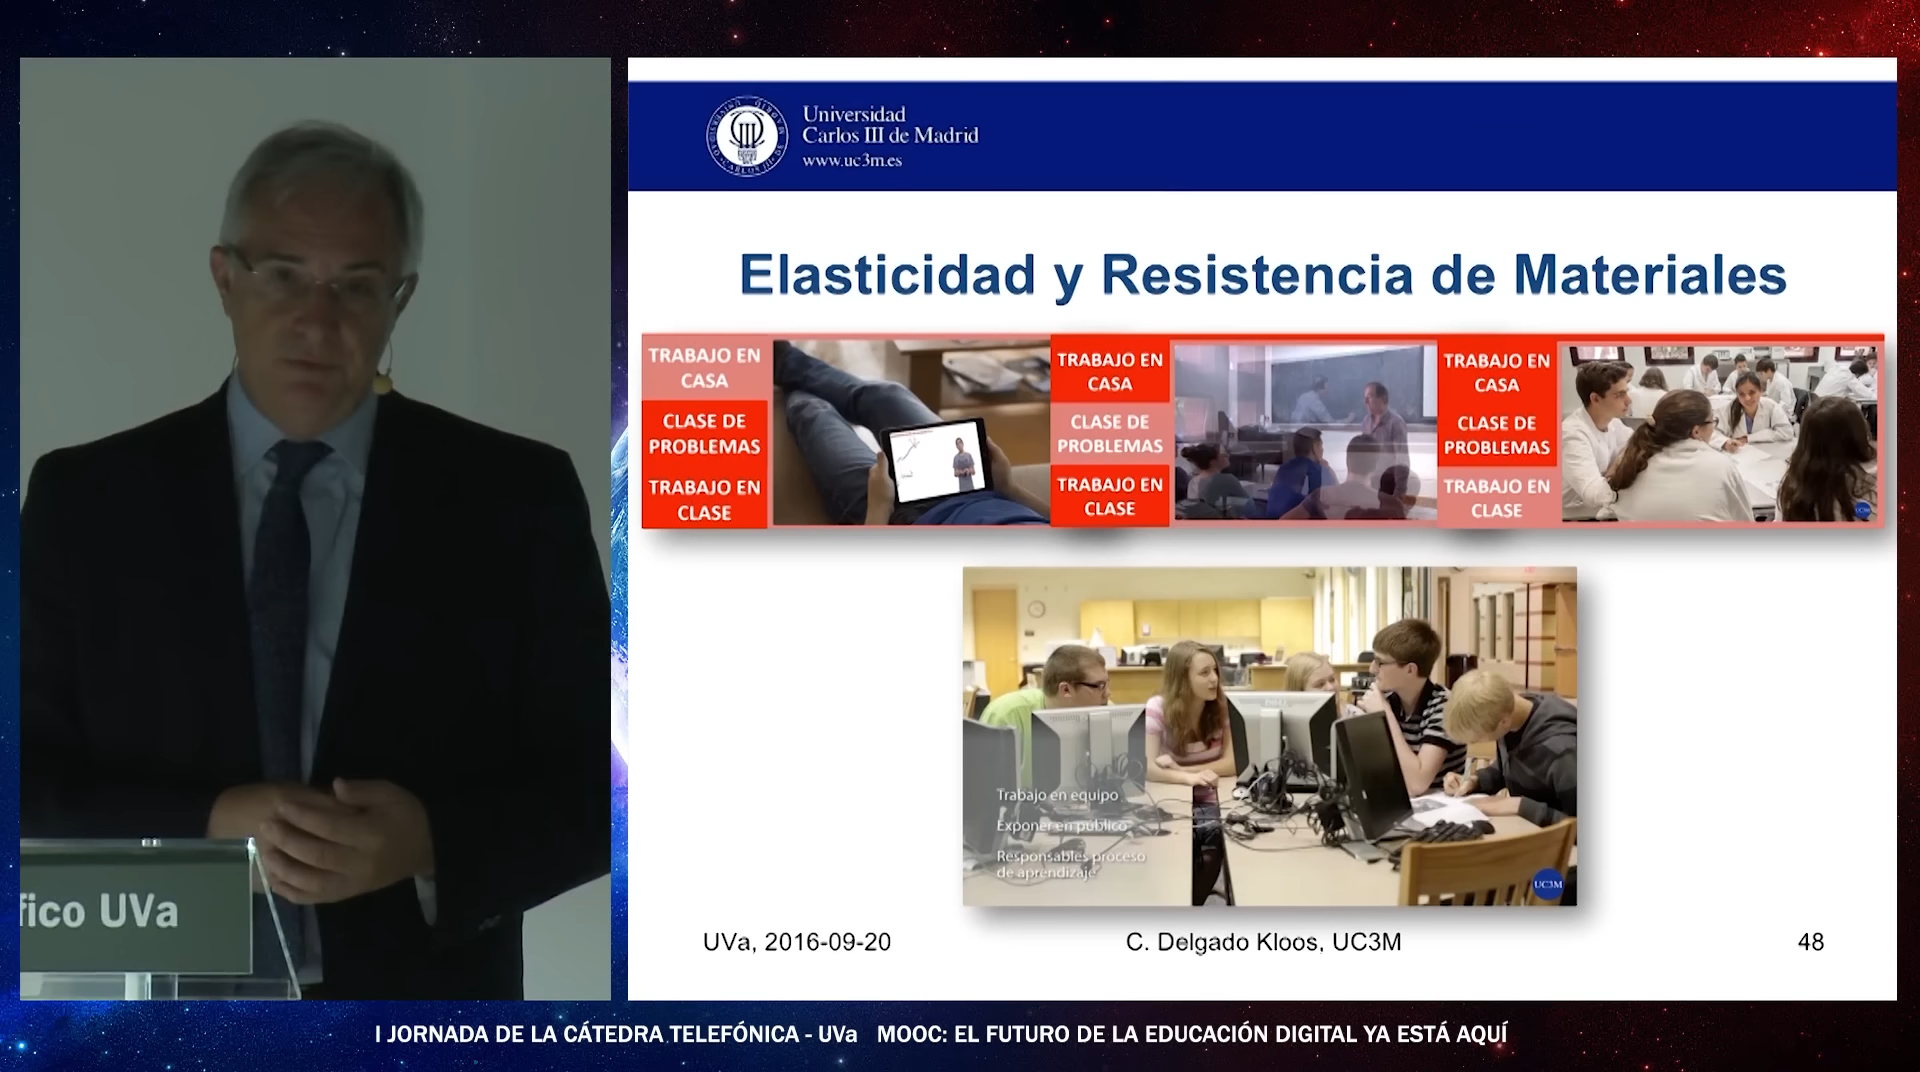 Universidad
Carlos III de Madrid
www.uc3m.es
Elasticidad y Resistencia de Materiales
TRABAJO EN
CASA
CLASE DE
PROBLEMAS
TRABAJO EN
CLASE
TRABAJO EN
CASA
CLASE DE
PROBLEMAS
TRABAJO EN
CLASE
TRABAJO EN
CASA
CLASE DE
PROBLEMAS
TRABAJO EN
CLASE
UC3M
Trabajo en equipo
Exponer en público
Responsables proceso
de aprendizaje
UC3M
UVa, 2016-09-20
C. Delgado Kloos, UC3M
48
fico UVa
I JORNADA DE LA CÁTEDRA TELEFÓNICA - UVa MOOC: EL FUTURO DE LA EDUCACIÓN DIGITAL YA ESTÁ AQUÍ